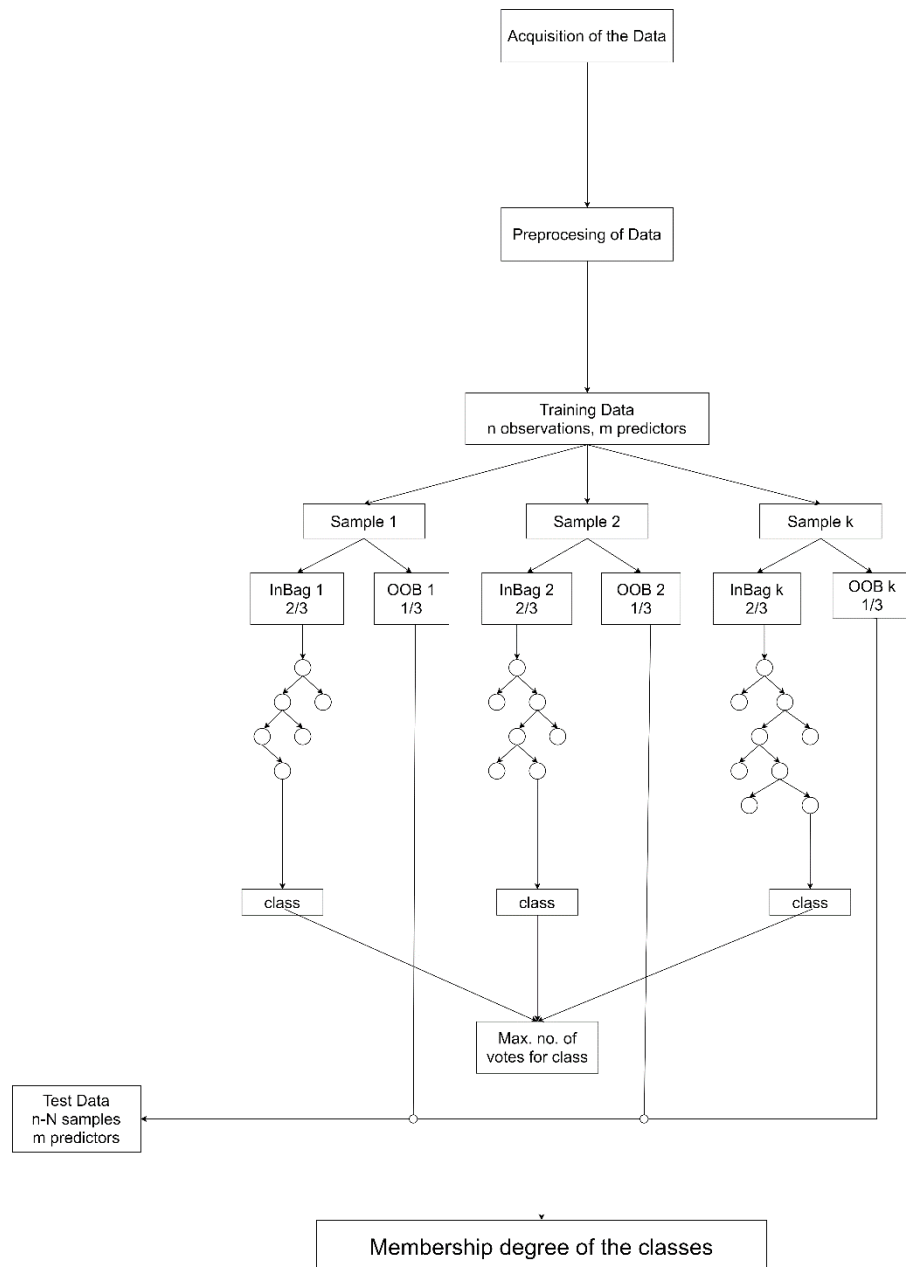 Acquisition of the Data
Preprocesing of Data
Training Data
n observations, m predictors
Sample 1
Sample 2
Sample k
InBag 1
2/3
OOB 1
1/3
InBag 2
2/3
OOB 2
1/3
InBag k
2/3
OOB k
1/3
class
class
class
Max. no. of
votes for class
Test Data
n-N samples
m predictors
Membership degree of the classes